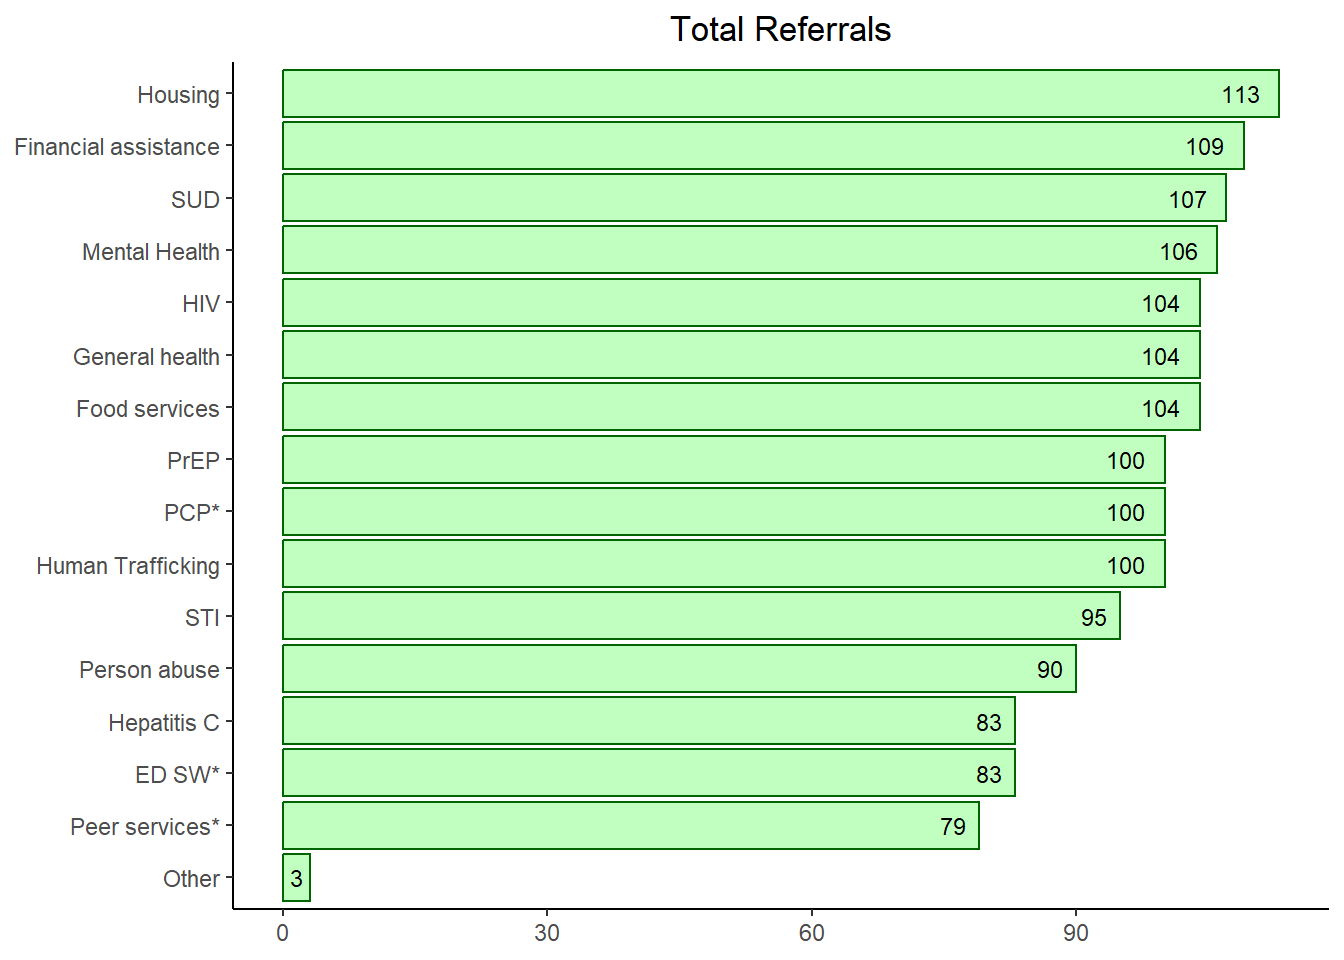 Total Referrals
Housing 113
Financial assistance 109
SUD 107
Mental Health 106
HIV 104
General health 104
Food services 104
PrEP 100
PCP* 100
Human Trafficking 100
STI 95
Person abuse 90
Hepatitis C 83
ED SW* 83
Peer services* 79
Other 3
0 30 60 90